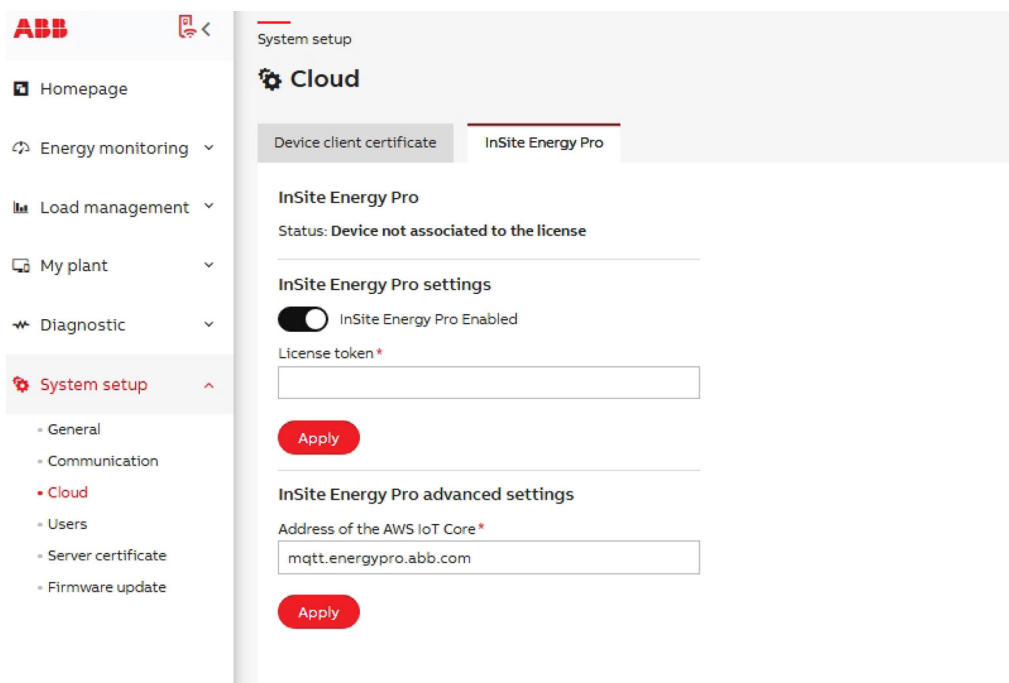 ABB
Homepage
Energy monitoring
Load management
My plant
Diagnostic
System setup
General
Communication
Cloud
Users
Server certificate
Firmware update
System setup
Cloud
Device client certificate
InSite Energy Pro
InSite Energy Pro
Status: Device not associated to the license
InSite Energy Pro settings
InSite Energy Pro Enabled
License token*
Apply
InSite Energy Pro advanced settings
Address of the AWS IoT Core*
mqtt.energypro.abb.com
Apply